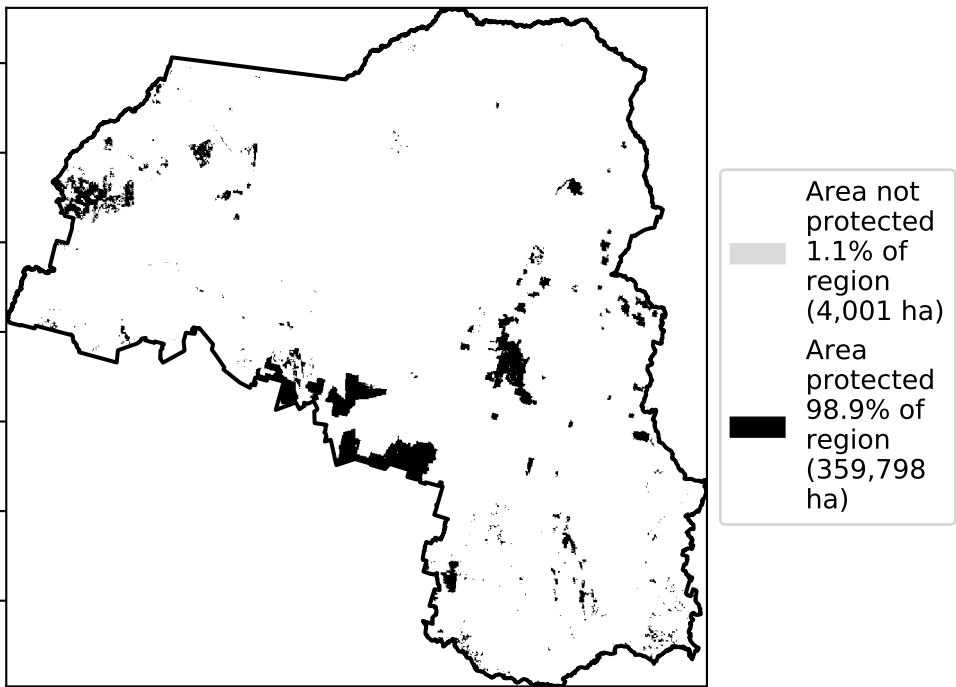 Area not
protected
1.1% of
region
(4,001 ha)
Area
protected
98.9% of
region
(359,798
ha)